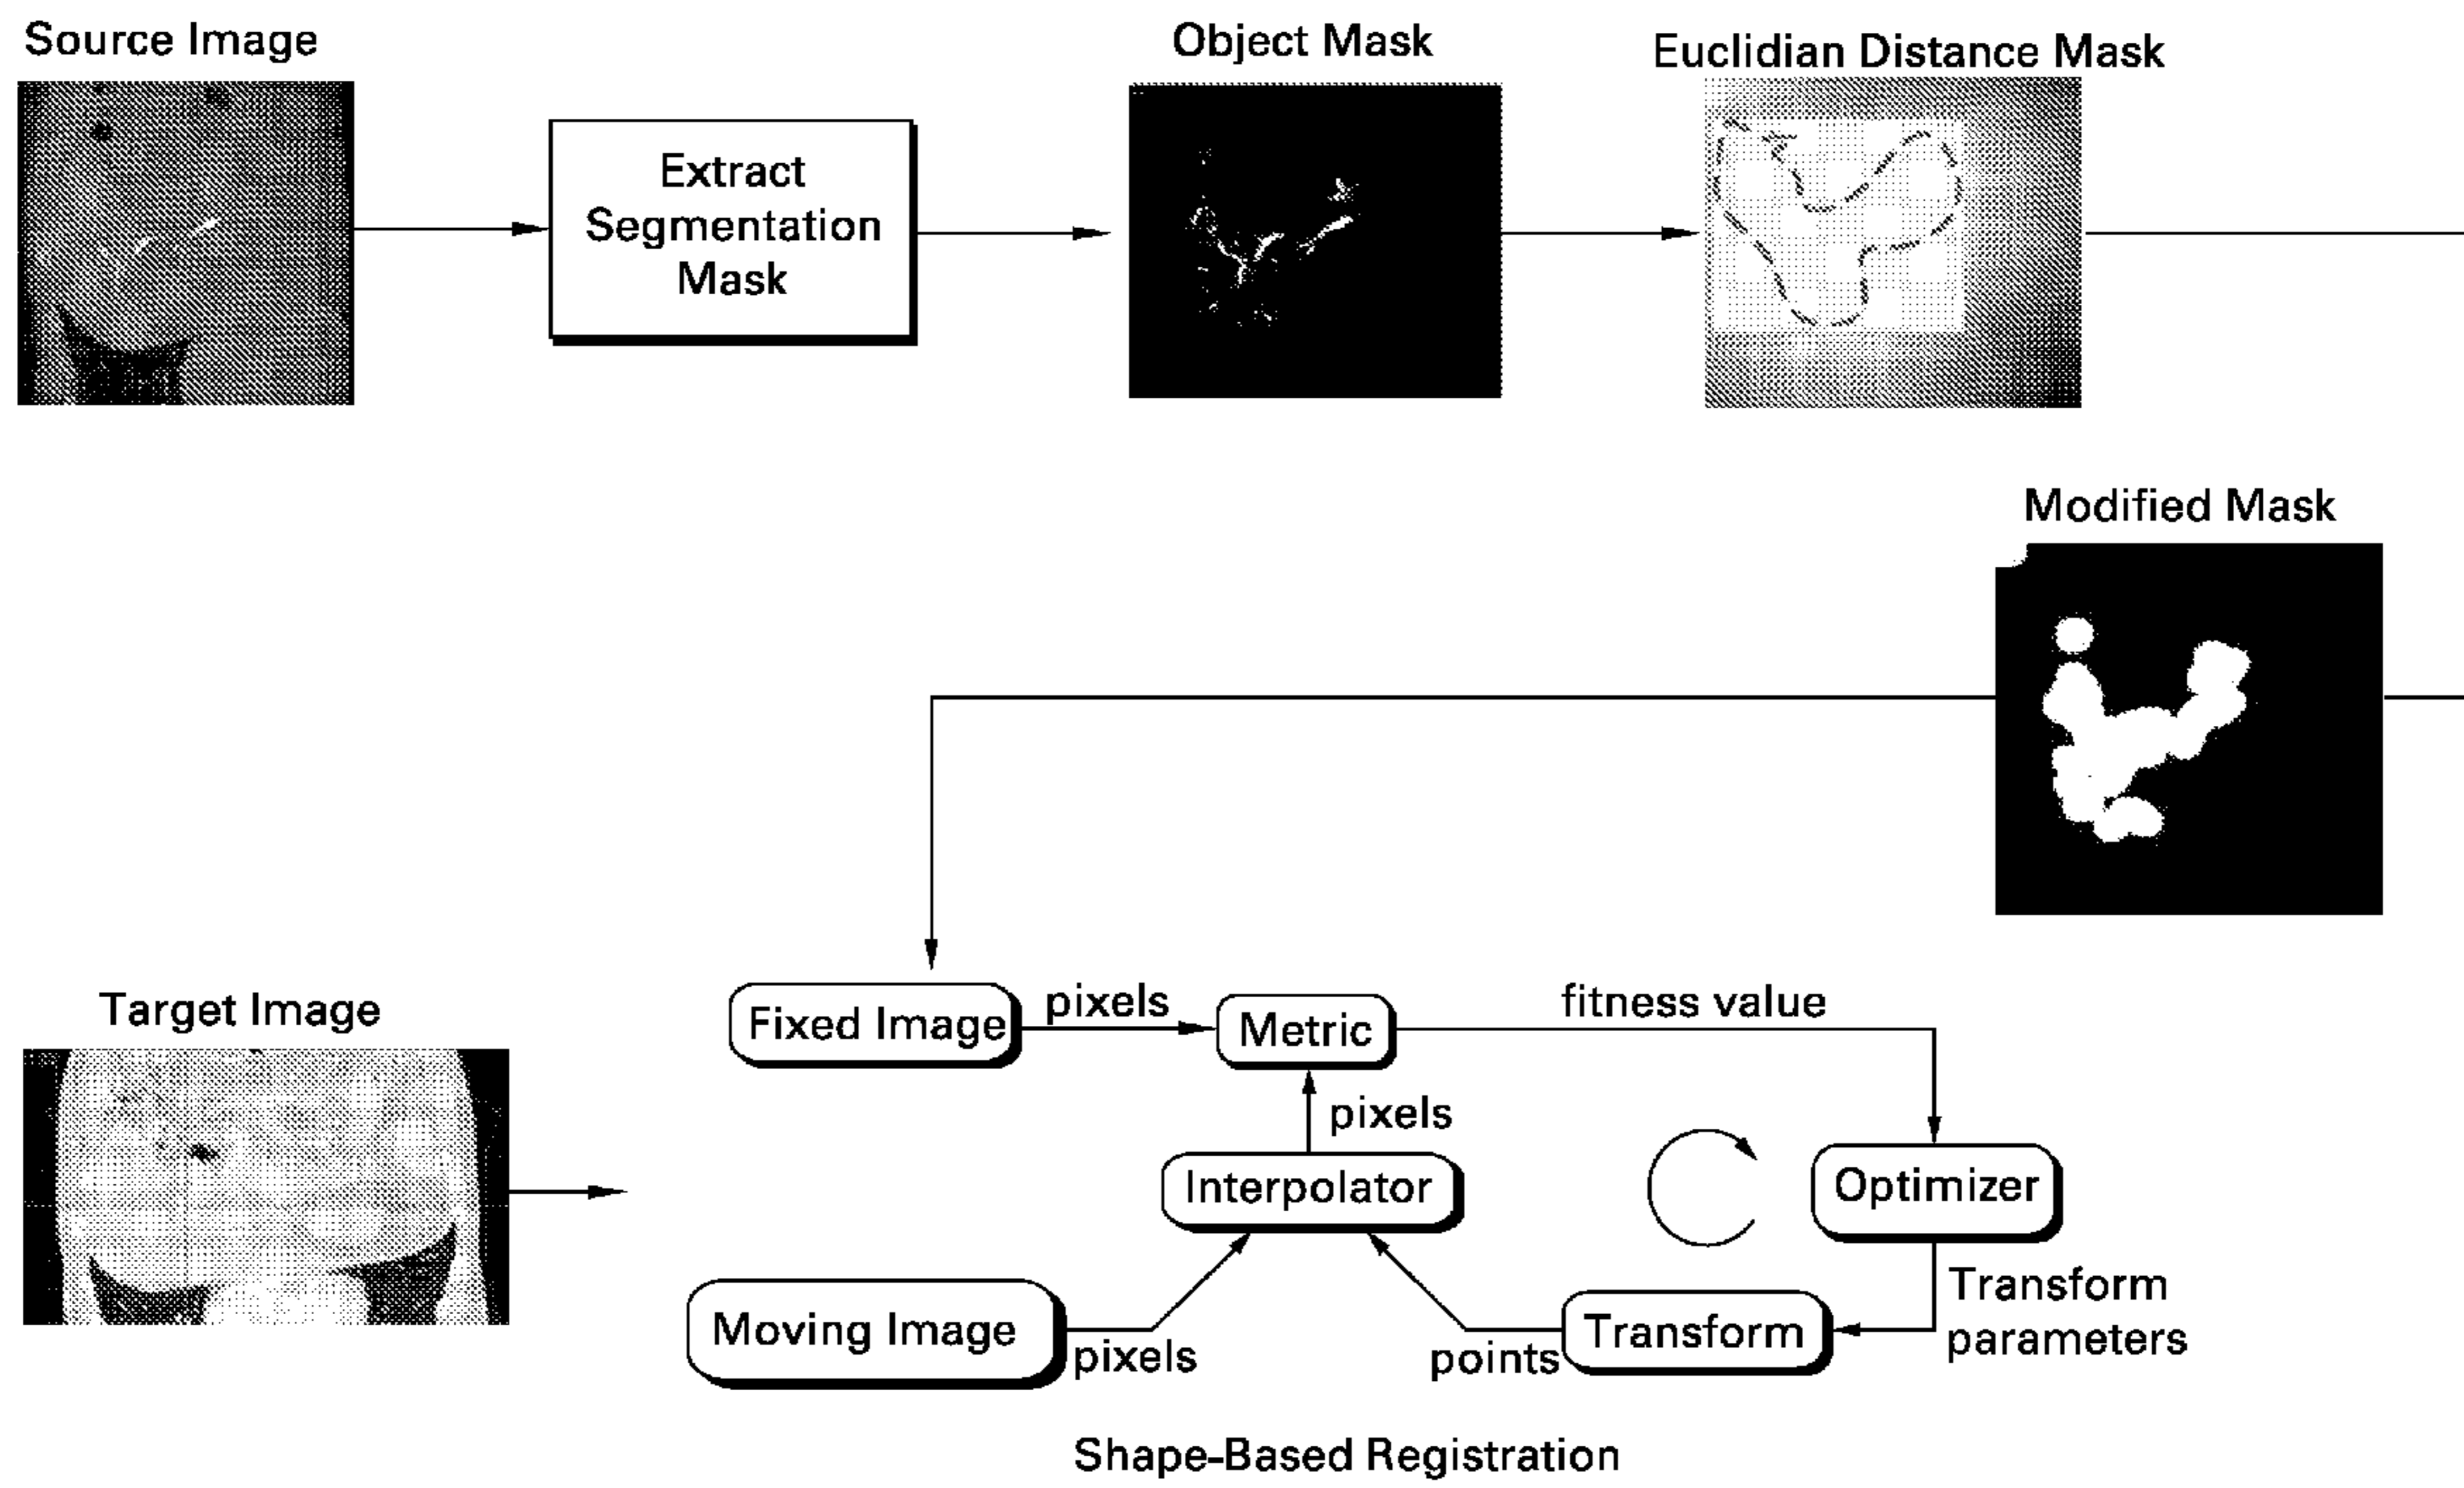 Source Image
Object Mask
Euclidian Distance Mask
Extract
Segmentation
Mask
Modified Mask
Target Image
Fixed Image
pixels
Metric
fitness value
pixels
Interpolator
Optimizer
Moving Image
pixels
points
Transform
Transform
parameters
Shape-Based Registration